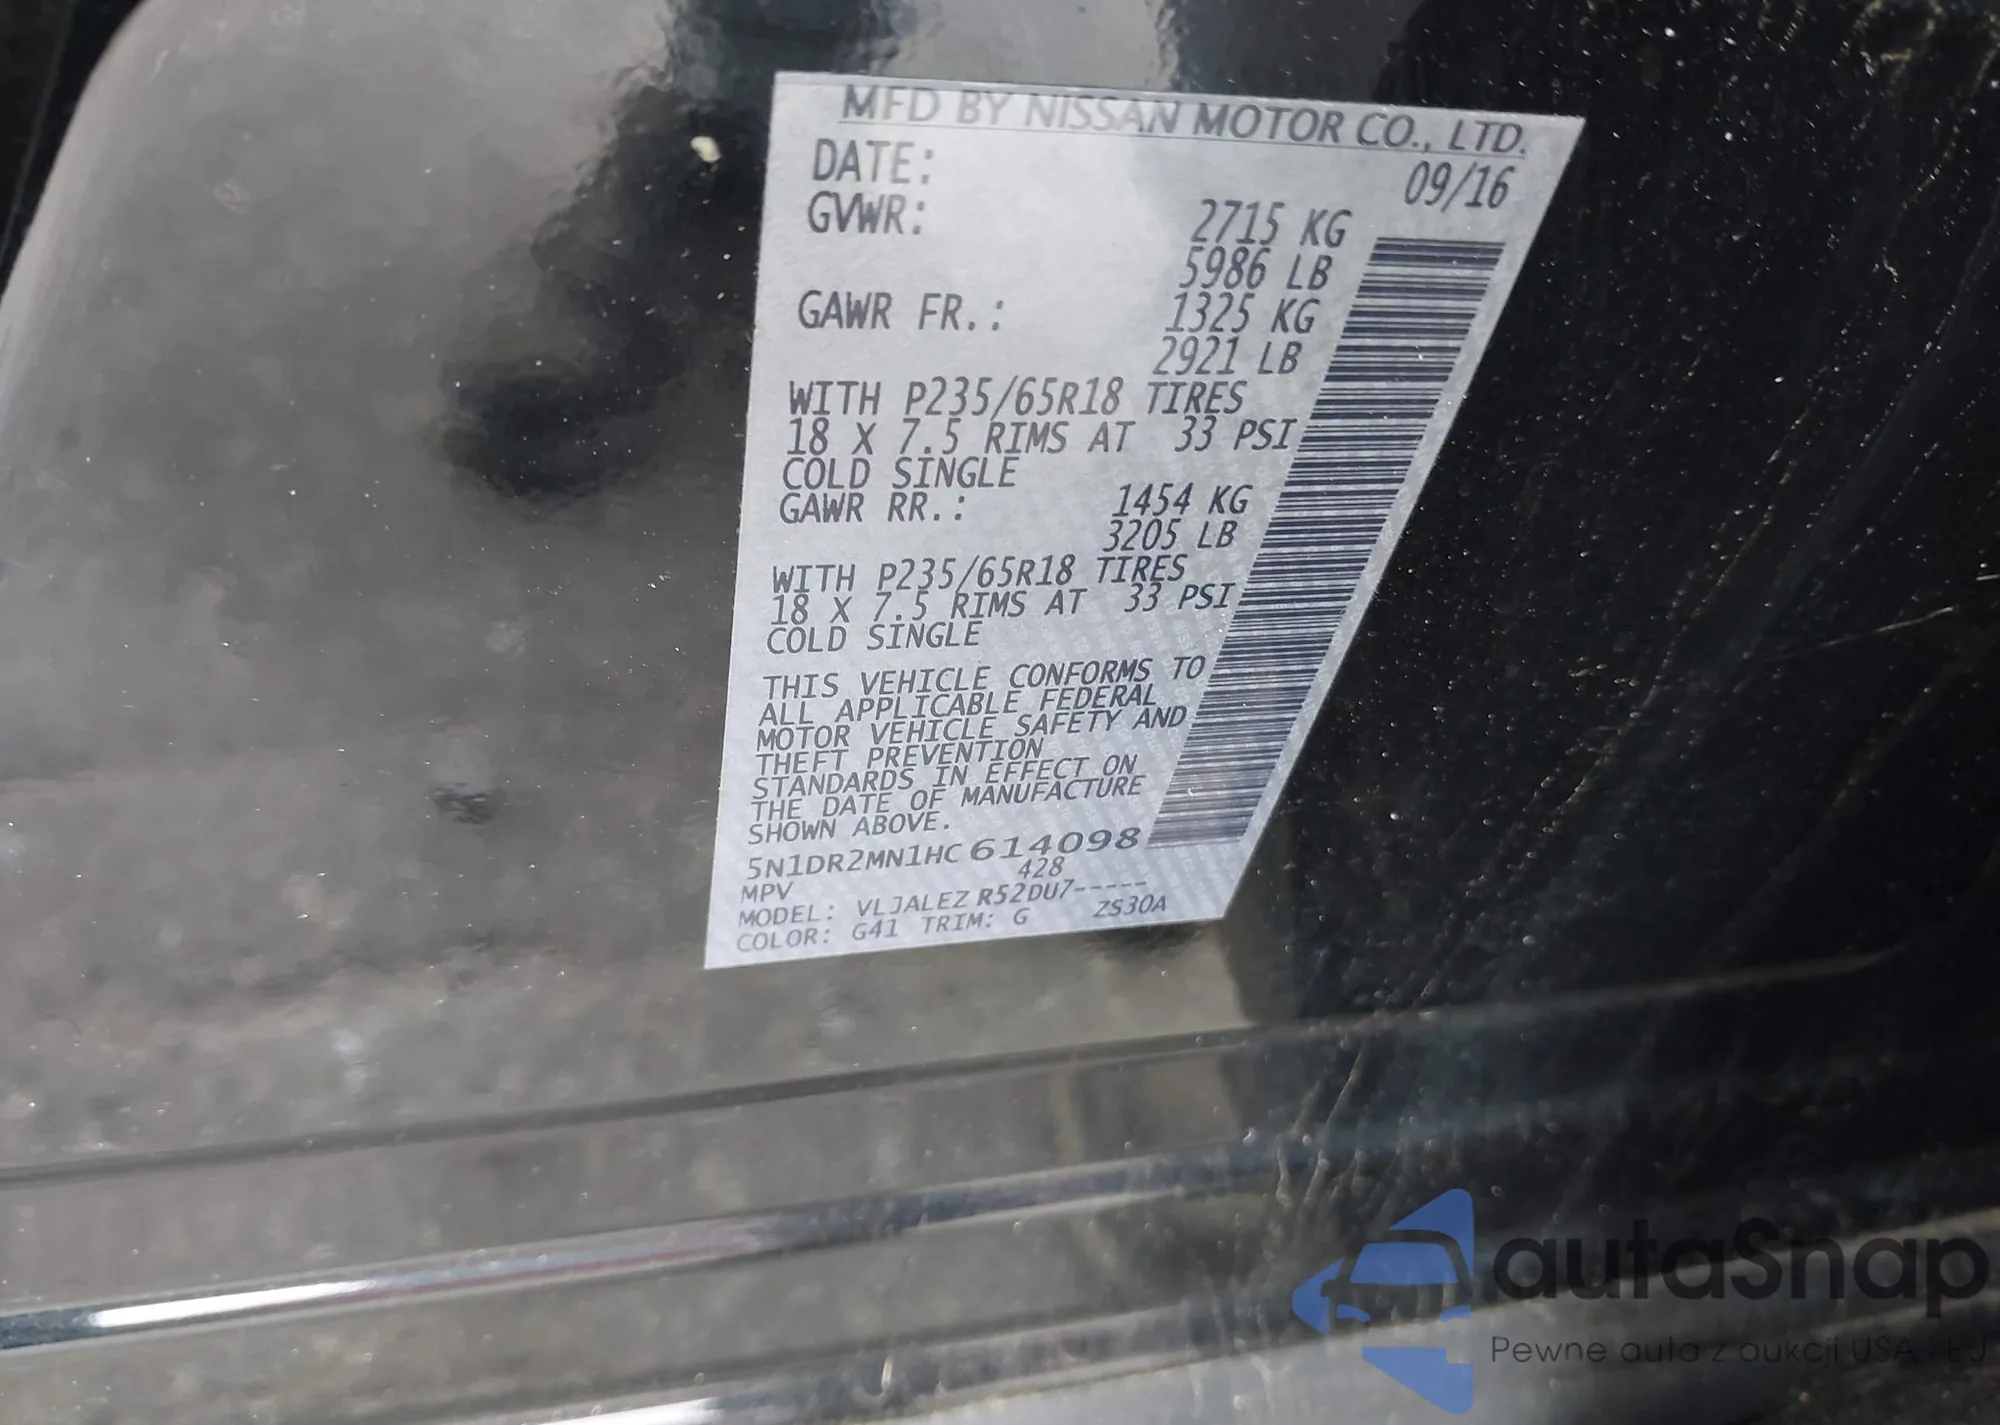 MFD BY NISSAN MOTOR CO., LTD.
DATE: 09/16
GVWR: 2715 KG
5986 LB
GAWR FR.: 1325 KG
2921 LB
WITH P235/65R18 TIRES
18 X 7.5 RIMS AT 33 PSI
COLD SINGLE
GAWR RR.: 1454 KG
3205 LB
WITH P235/65R18 TIRES
18 X 7.5 RIMS AT 33 PSI
COLD SINGLE
THIS VEHICLE CONFORMS TO
ALL APPLICABLE FEDERAL
MOTOR VEHICLE SAFETY AND
THEFT PREVENTION
STANDARDS IN EFFECT ON
THE DATE OF MANUFACTURE
SHOWN ABOVE.
5N1DR2MN1HC614098
MPV 428
MODEL: VLJALEZ R52DU7-----
COLOR: G41 TRIM: G ZS30A
autaSnap
Pewne auta z aukcji USA i EJ